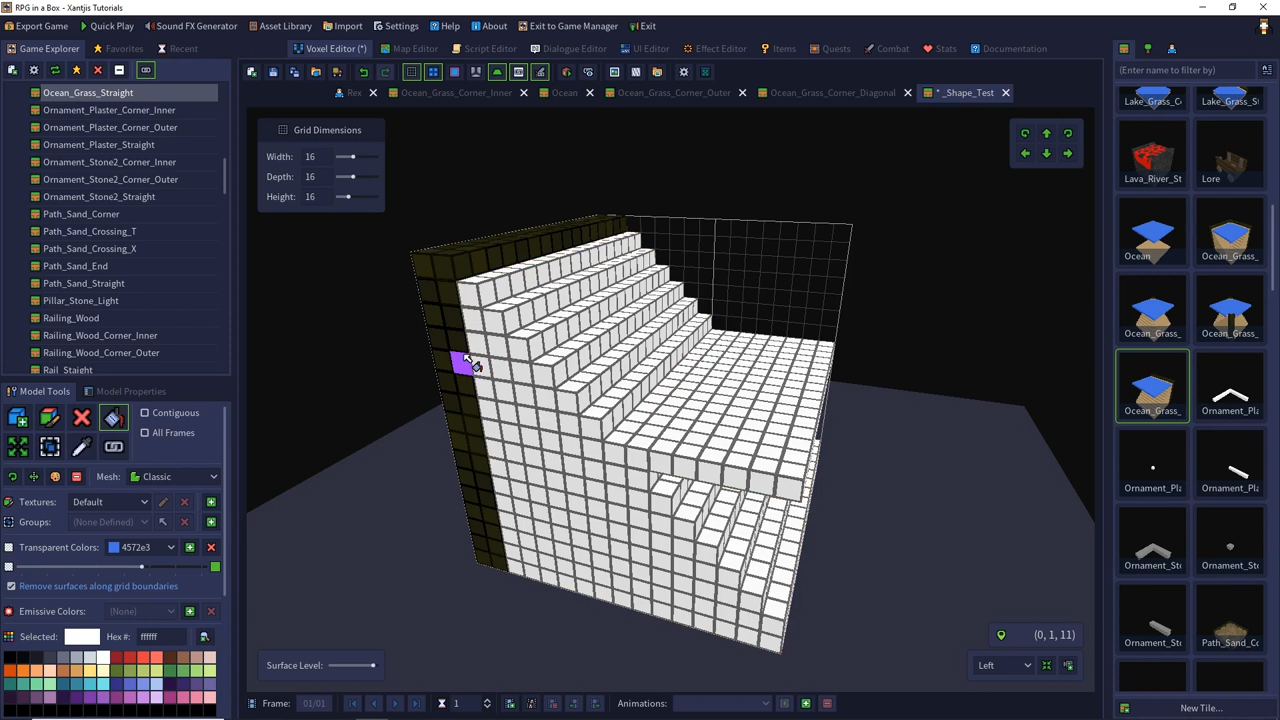 RPG in a Box - Xantjis Tutorials
Export Game Quick Play Sound FX Generator Asset Library Import Settings Help About Exit to Game Manager Exit
Game Explorer Favorites Recent
Voxel Editor (*) Map Editor Script Editor Dialogue Editor UI Editor Effect Editor Items Quests Combat Stats Documentation
(Enter name to filter by)
Rex Ocean_Grass_Corner_Inner Ocean Ocean_Grass_Corner_Outer Ocean_Grass_Corner_Diagonal * _Shape_Test
Ocean_Grass_Straight
Ornament_Plaster_Corner_Inner
Ornament_Plaster_Corner_Outer
Ornament_Plaster_Straight
Ornament_Stone2_Corner_Inner
Ornament_Stone2_Corner_Outer
Ornament_Stone2_Straight
Path_Sand_Corner
Path_Sand_Crossing_T
Path_Sand_Crossing_X
Path_Sand_End
Path_Sand_Straight
Pillar_Stone_Light
Railing_Wood
Railing_Wood_Corner_Inner
Railing_Wood_Corner_Outer
Rail_Staight
Model Tools Model Properties
Contiguous
All Frames
Mesh: Classic
Textures: Default
Groups: (None Defined)
Transparent Colors: 4572e3
Remove surfaces along grid boundaries
Emissive Colors: (None)
Selected: Hex #: ffffff
Grid Dimensions
Width: 16
Depth: 16
Height: 16
Surface Level:
(0, 1, 11)
Left
Frame: 01/01 1 Animations:
Lake_Grass_Co Lake_Grass_St
Lava_River_St Lore
Ocean Ocean_Grass_
Ocean_Grass_ Ocean_Grass_
Ocean_Grass_ Ornament_Pla
Ornament_Pla Ornament_Pla
Ornament_Sto Ornament_Sto
Ornament_Sto Path_Sand_Co
New Tile...